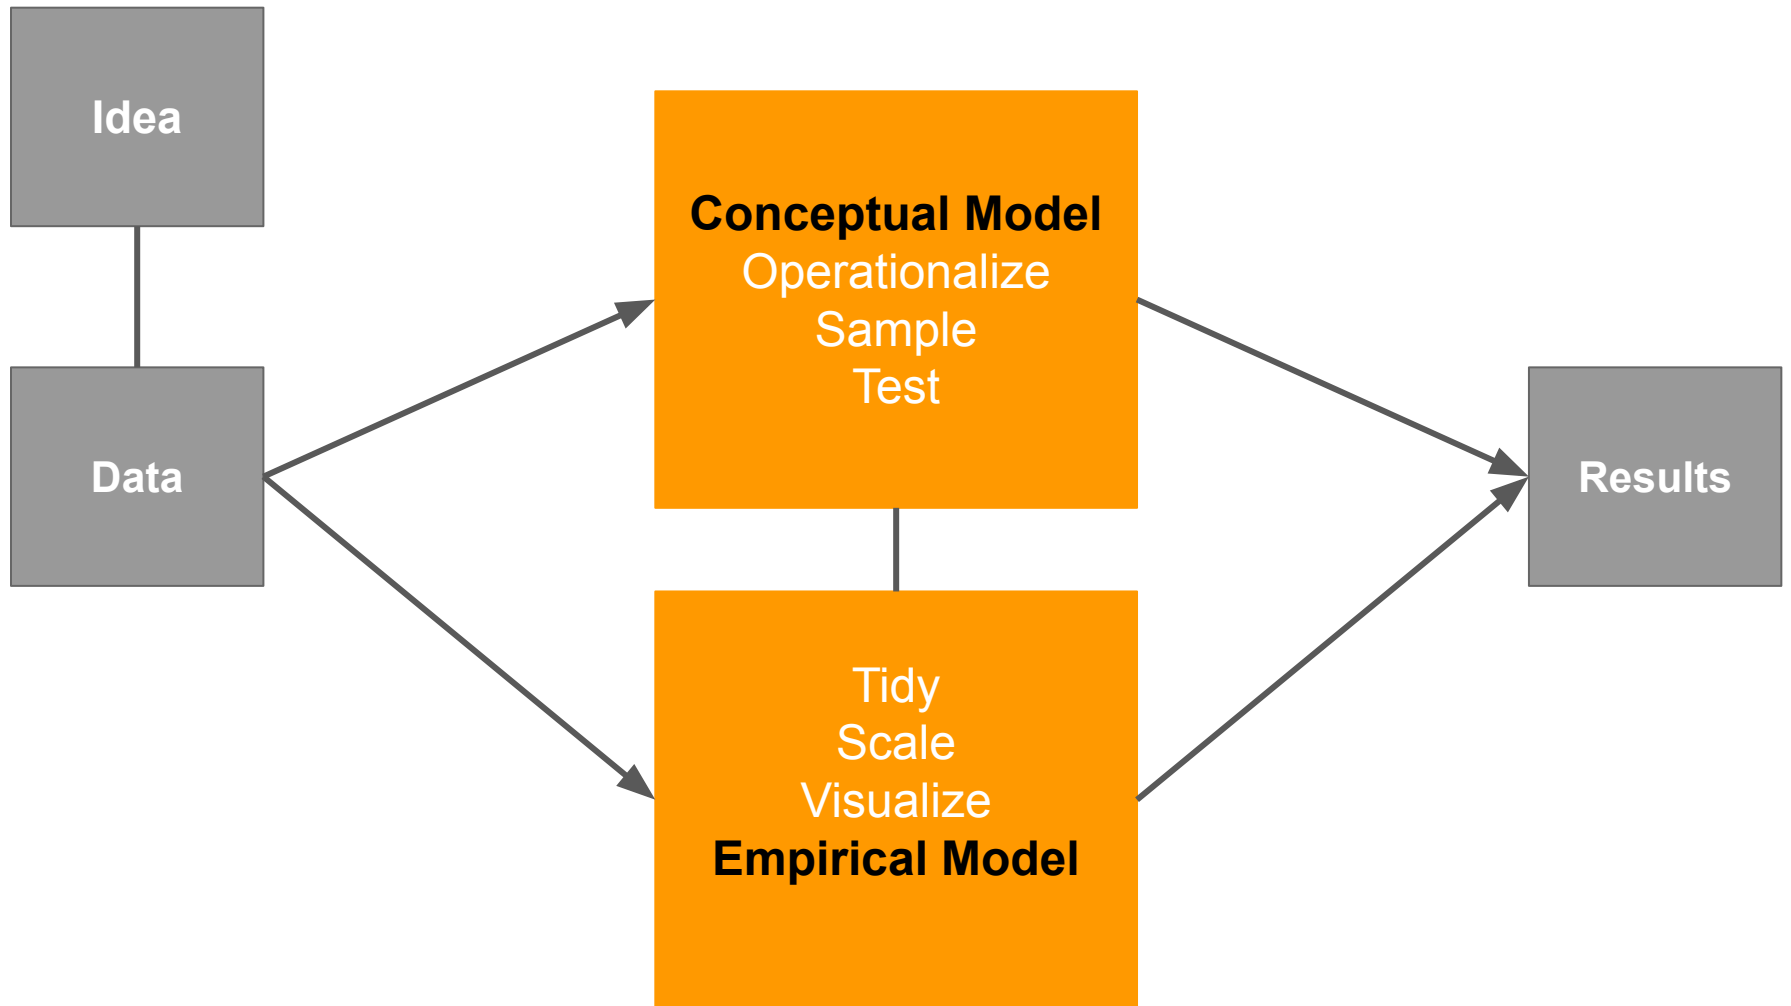 Idea
Data
Conceptual Model
Operationalize
Sample
Test
Tidy
Scale
Visualize
Empirical Model
Results